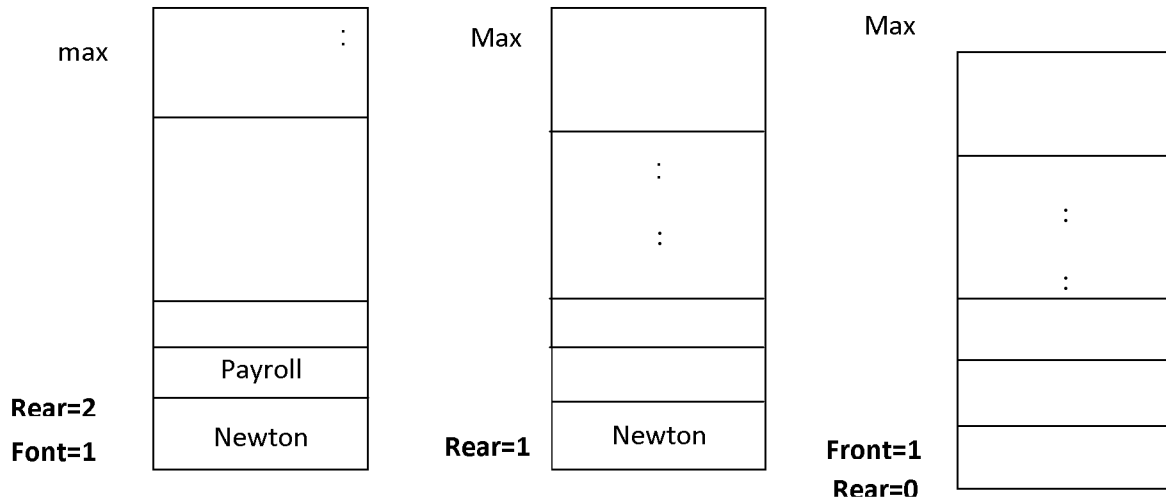 max
:
Payroll
Rear=2
Font=1
Newton
Max
:
:
Rear=1
Newton
Max
:
:
Front=1
Rear=0